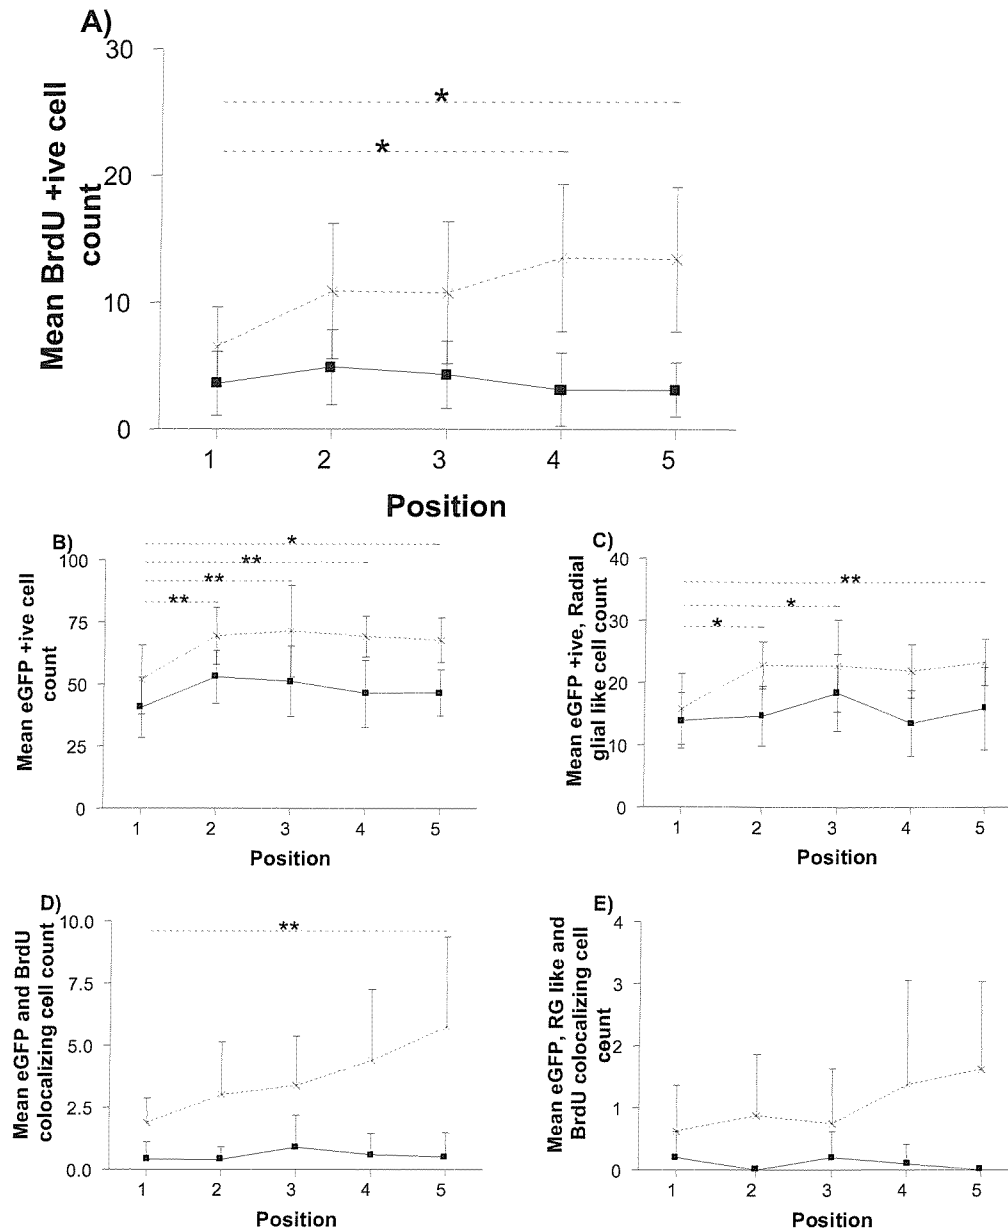 A)
30
20
10
0
Mean BrdU +ive cell
count
*
*
1 2 3 4 5
Position
B)
100
75
50
25
0
Mean eGFP +ive cell
count
*
**
**
**
1 2 3 4 5
Position
C)
40
30
20
10
0
Mean eGFP +ive, Radial
glial like cell count
**
*
*
1 2 3 4 5
Position
D)
10.0
7.5
5.0
2.5
0.0
Mean eGFP and BrdU
colocalizing cell count
**
1 2 3 4 5
Position
E)
4
3
2
1
0
Mean eGFP, RG like and
BrdU colocalizing cell
count
1 2 3 4 5
Position